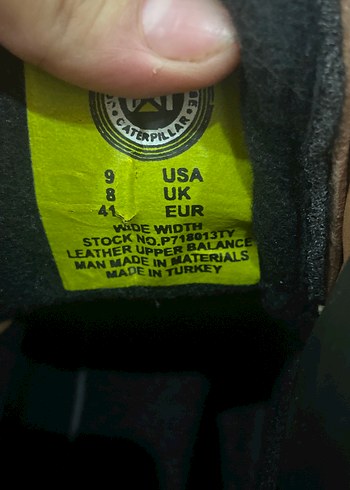 CATERPILLAR
9 USA
8 UK
41 EUR
WIDE WIDTH
STOCK NO.P718013TY
LEATHER UPPER BALANCE
MAN MADE IN MATERIALS
MADE IN TURKEY